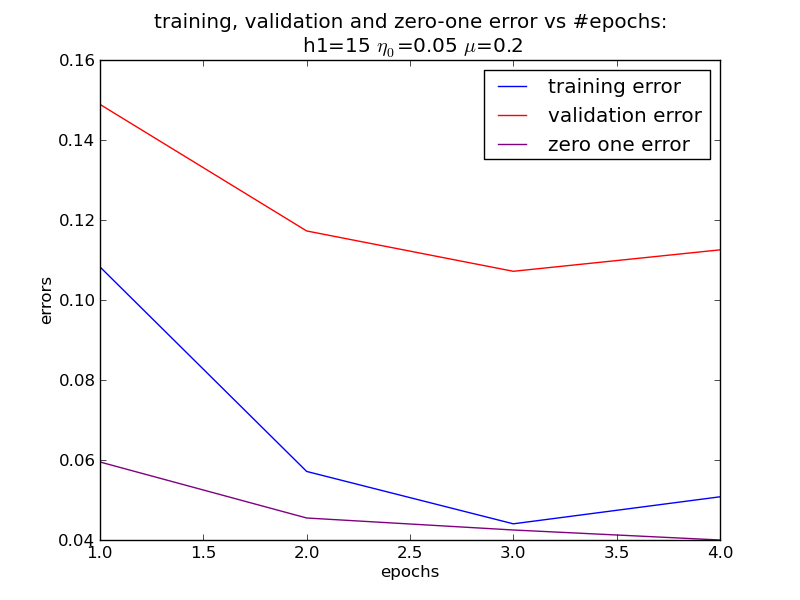 training, validation and zero-one error vs #epochs:
h1=15 η₀=0.05 μ=0.2
0.16
training error
validation error
zero one error
0.14
0.12
0.10
errors
0.08
0.06
0.04
1.0 1.5 2.0 2.5 3.0 3.5 4.0
epochs